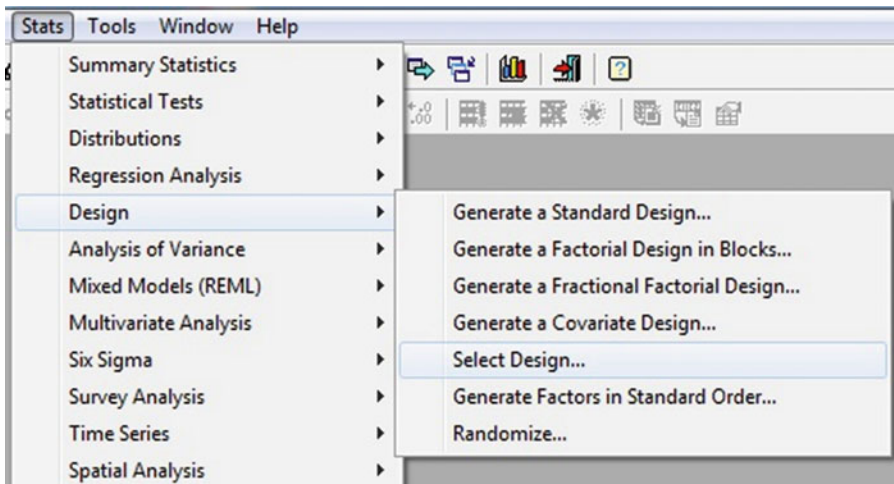 Stats Tools Window Help
Summary Statistics
Statistical Tests
Distributions
Regression Analysis
Design
Analysis of Variance
Mixed Models (REML)
Multivariate Analysis
Six Sigma
Survey Analysis
Time Series
Spatial Analysis
Generate a Standard Design...
Generate a Factorial Design in Blocks...
Generate a Fractional Factorial Design...
Generate a Covariate Design...
Select Design...
Generate Factors in Standard Order...
Randomize...